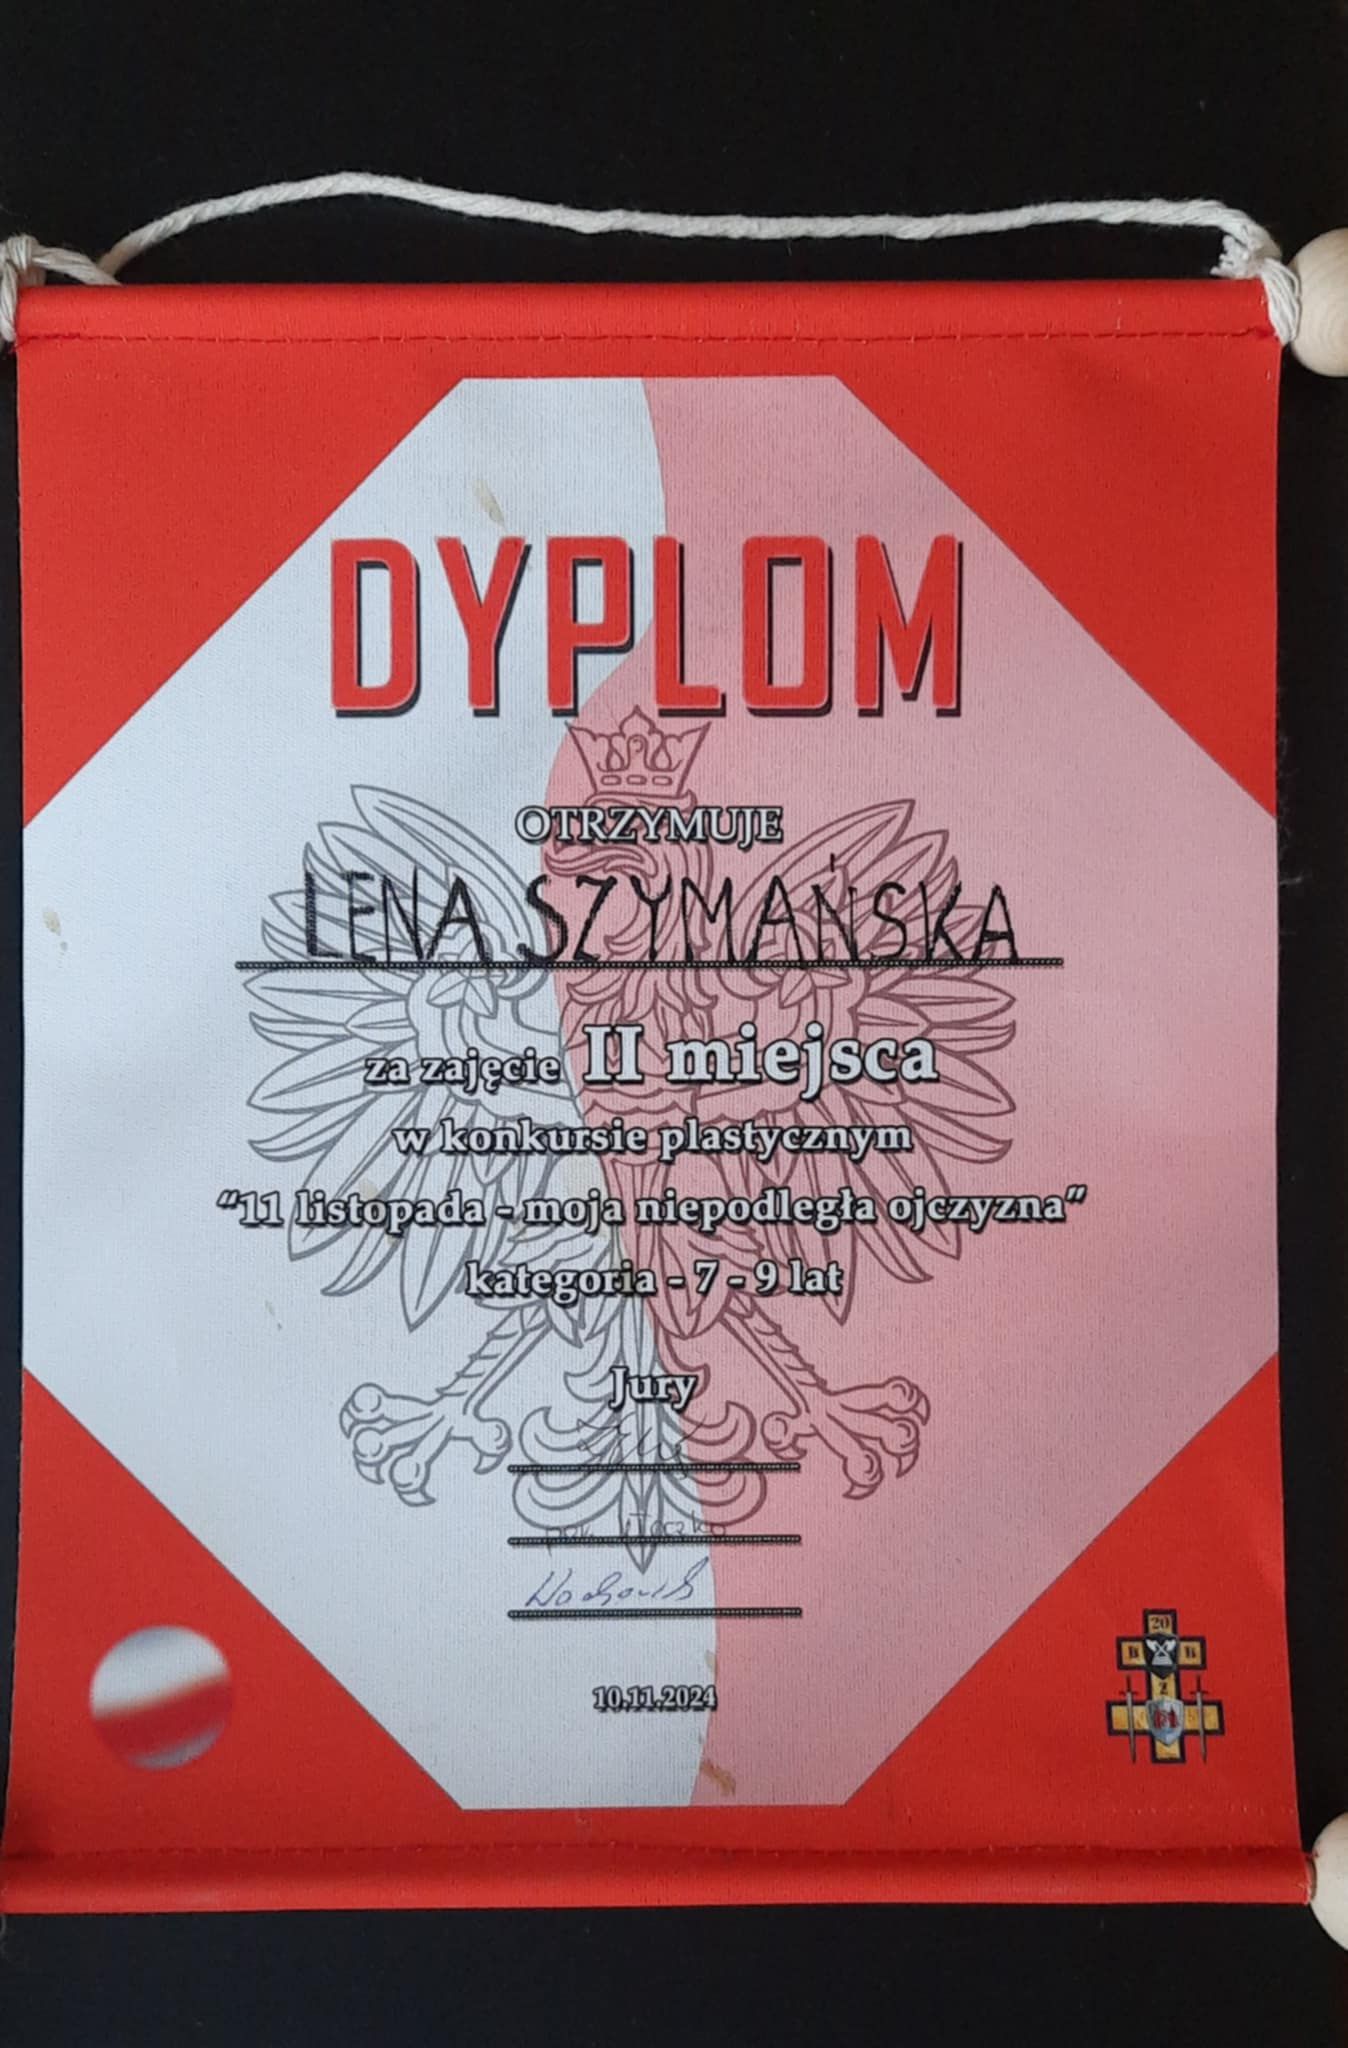 DYPLOM
OTRZYMUJE
LENA SZYMAŃSKA
za zajęcie II miejsca
w konkursie plastycznym
“11 listopada - moja niepodległa ojczyzna”
kategoria - 7 - 9 lat
Jury
10.11.2024
20